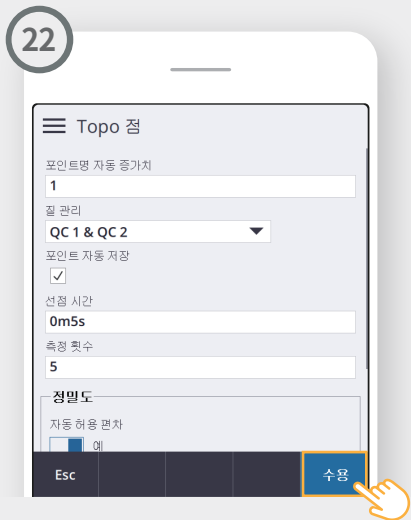 22
Topo 점
포인트명 자동 증가치
1
질 관리
QC 1 & QC 2
포인트 자동 저장
선점 시간
0m5s
측정 횟수
5
정밀도
자동 허용 편차
예
Esc
수용